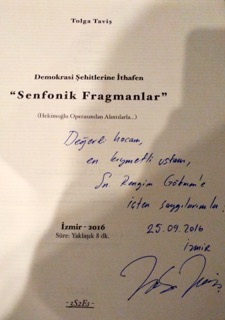 Tolga Taviş
Demokrasi Şehitlerine İthafen
"Senfonik Fragmanlar"
(Hekimoğlu Operasından Alıntılarla...)
Değerli hocam,
en kıymetli ustam,
Sn. Rengim Gökmen'e
içten saygılarımla.
25.09.2016
İzmir
İzmir - 2016
Süre: Yaklaşık 8 dk.